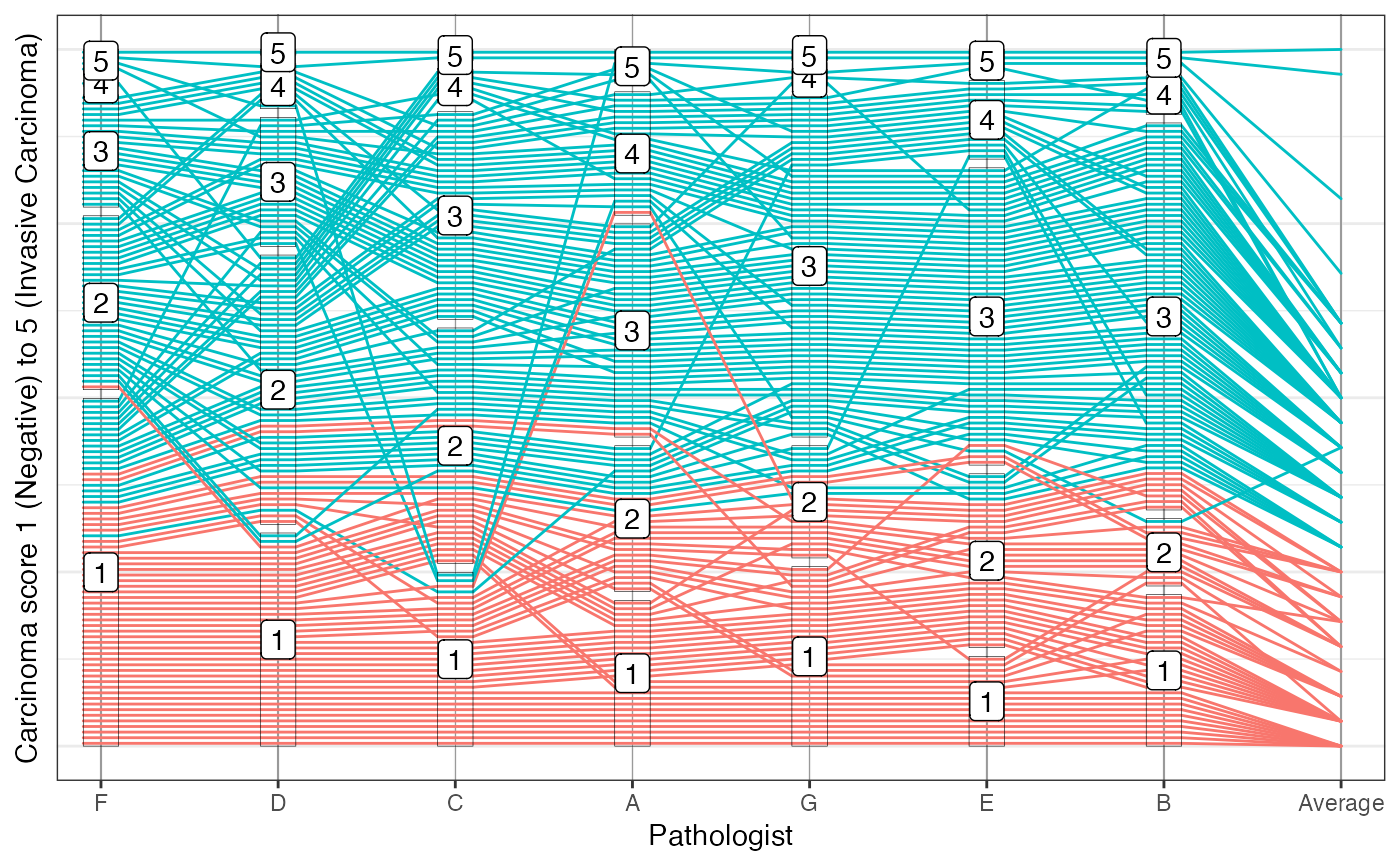 Carcinoma score 1 (Negative) to 5 (Invasive Carcinoma)
5 5 5 5 5 5 5
4 4 4 4 4 4 4
3 3 3 3 3 3 3
2 2 2 2 2 2 2
1 1 1 1 1 1 1
F D C A G E B Average
Pathologist